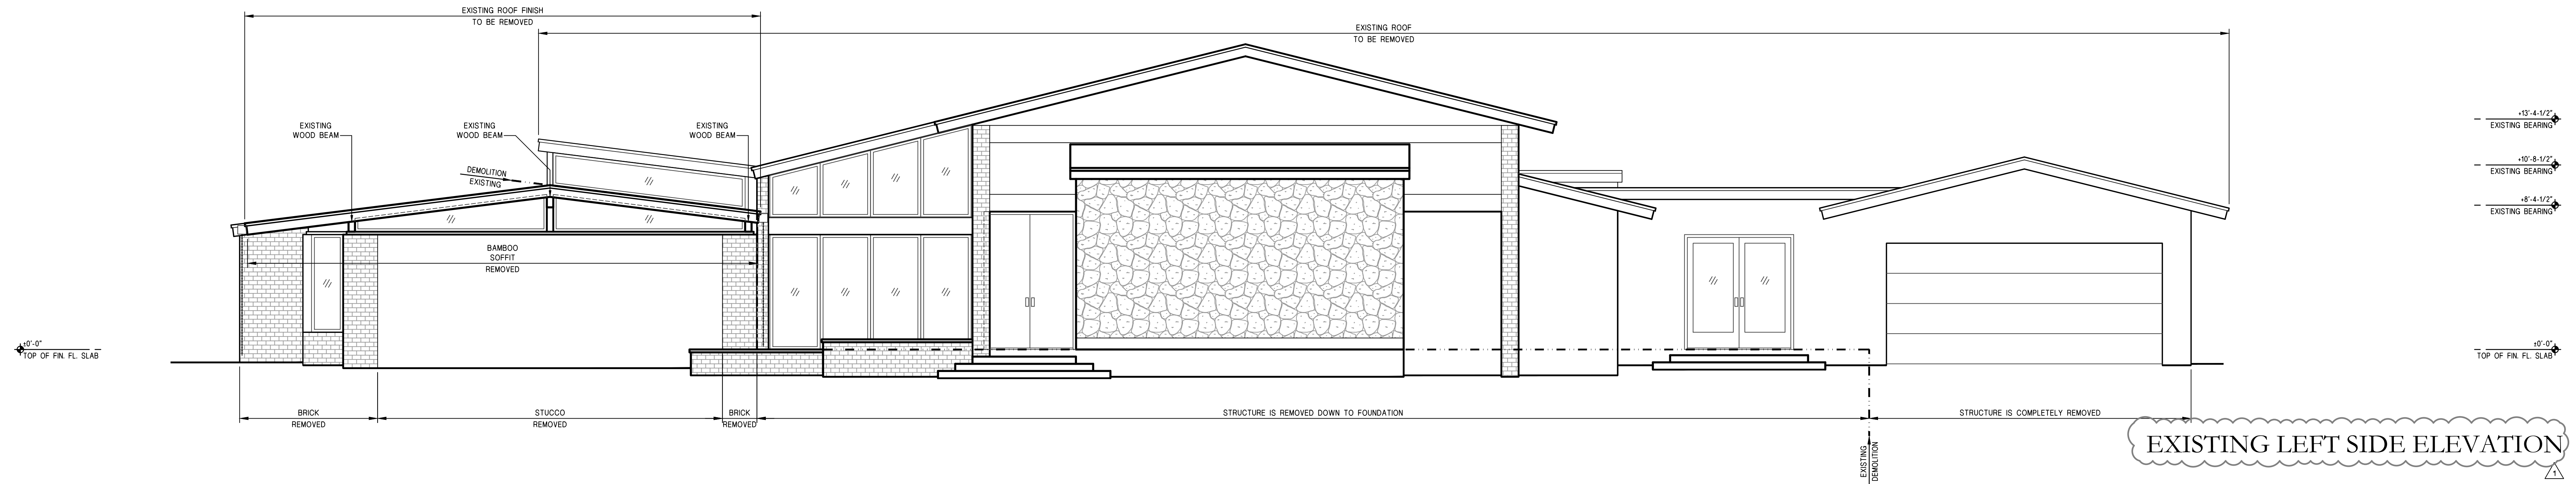 EXISTING ROOF FINISH
TO BE REMOVED
EXISTING ROOF
TO BE REMOVED
EXISTING
WOOD BEAM
EXISTING
WOOD BEAM
EXISTING
WOOD BEAM
DEMOLITION
EXISTING
+13'-4-1/2"
EXISTING BEARING
+10'-8-1/2"
EXISTING BEARING
+8'-4-1/2"
EXISTING BEARING
BAMBOO
SOFFIT
REMOVED
±0'-0"
TOP OF FIN. FL. SLAB
±0'-0"
TOP OF FIN. FL. SLAB
BRICK
REMOVED
STUCCO
REMOVED
BRICK
REMOVED
STRUCTURE IS REMOVED DOWN TO FOUNDATION
STRUCTURE IS COMPLETELY REMOVED
EXISTING
DEMOLITION
EXISTING LEFT SIDE ELEVATION
1